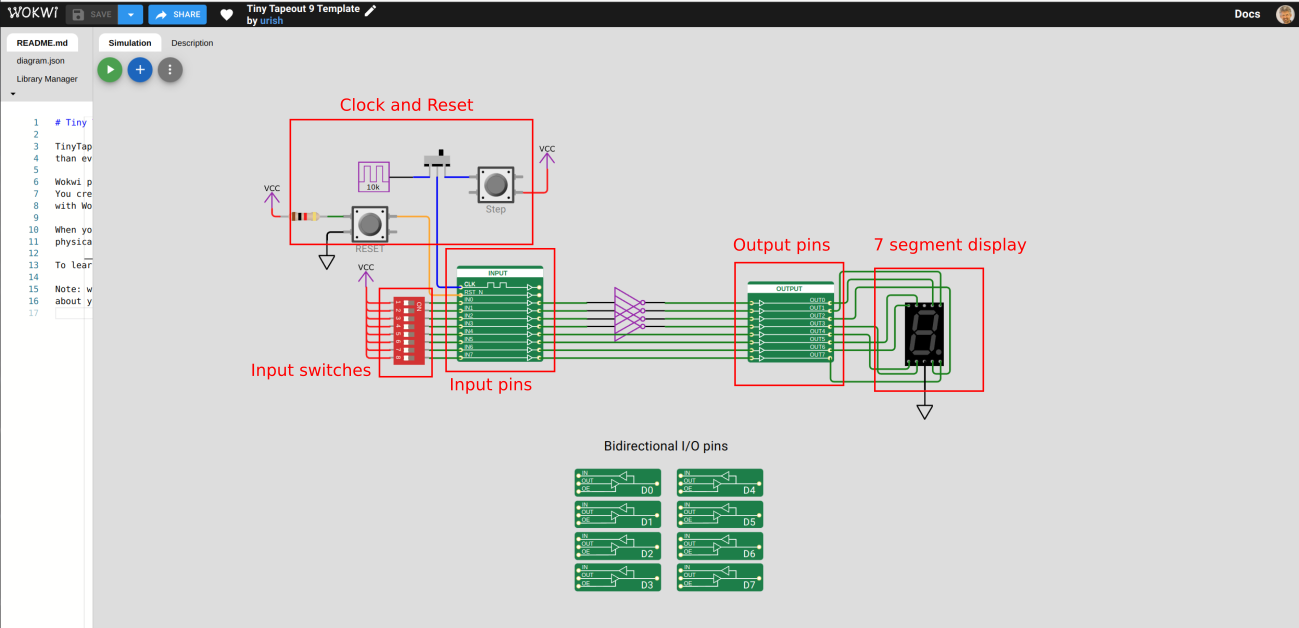 WOKWI
SAVE
SHARE
Tiny Tapeout 9 Template
by urish
Docs
README.md
diagram.json
Library Manager
Simulation
Description
1 # Tiny
2
3 TinyTap
4 than ev
5
6 Wokwi p
7 You cre
8 with Wo
9
10 When yo
11 physica
12
13 To lear
14
15 Note: w
16 about y
17
Clock and Reset
VCC
10k
Step
VCC
RESET
VCC
INPUT
CLK
RST_N
IN0
IN1
IN2
IN3
IN4
IN5
IN6
IN7
ON
1
2
3
4
5
6
7
8
Input switches
Input pins
Output pins
OUTPUT
OUT0
OUT1
OUT2
OUT3
OUT4
OUT5
OUT6
OUT7
7 segment display
Bidirectional I/O pins
IN
OUT
OE
D0
IN
OUT
OE
D4
IN
OUT
OE
D1
IN
OUT
OE
D5
IN
OUT
OE
D2
IN
OUT
OE
D6
IN
OUT
OE
D3
IN
OUT
OE
D7